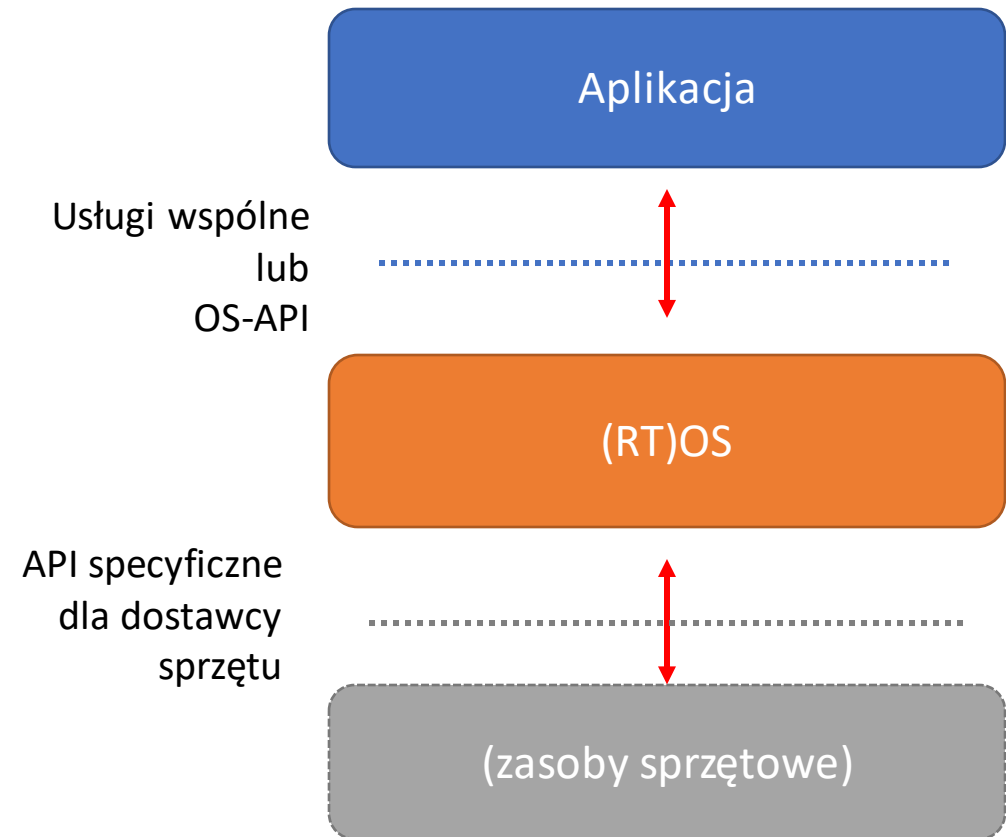 Aplikacja
Usługi wspólne
lub
OS-API
(RT)OS
API specyficzne
dla dostawcy
sprzętu
(zasoby sprzętowe)